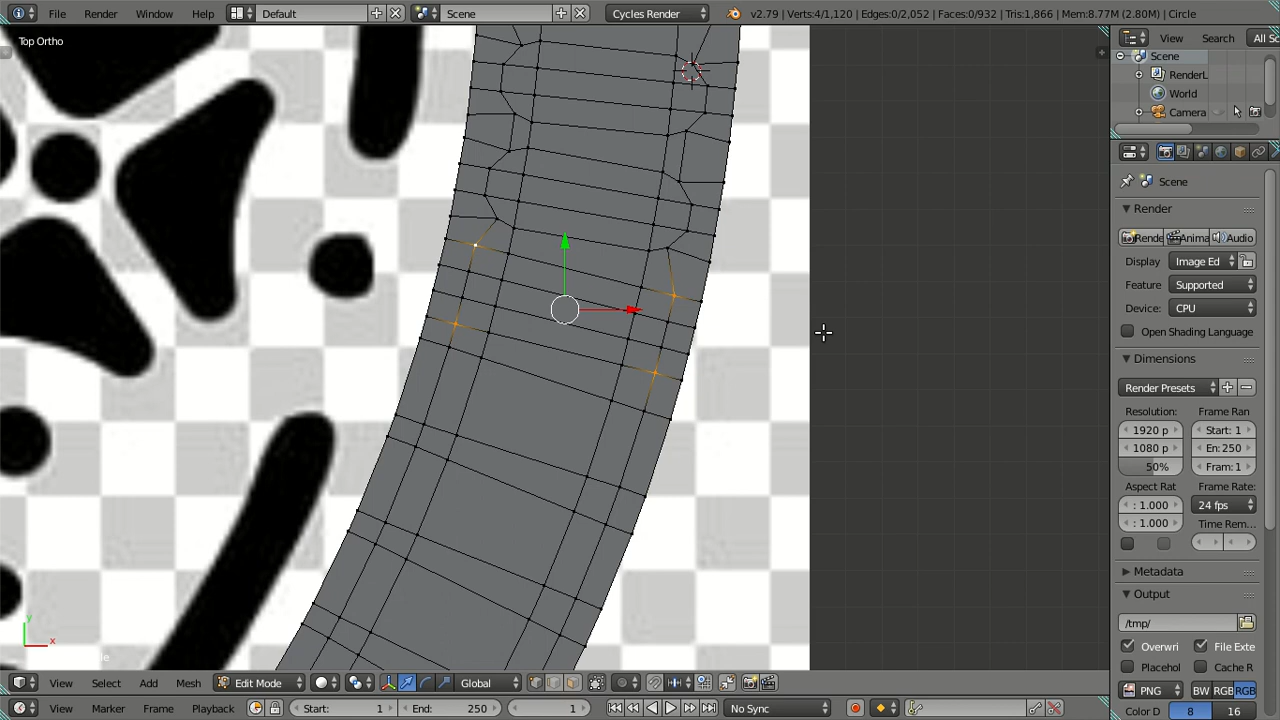 File Render Window Help Default Scene Cycles Render v2.79 | Verts:4/1,120 | Edges:0/2,052 | Faces:0/932 | Tris:1,866 | Mem:8.77M (2.80M) | Circle
Top Ortho
View Search All Sc
Scene
RenderL
World
Camera
Scene
Render
Rende Anima Audio
Display Image Ed
Feature Supported
Device: CPU
Open Shading Language
Dimensions
Render Presets
Resolution: Frame Ran
1920 p Start: 1
1080 p En: 250
50% Fram: 1
Aspect Rat Frame Rate:
: 1.000 24 fps
: 1.000 Time Rem...
Metadata
Output
/tmp/
Overwri File Exte
Placehol Cache R
PNG BW RGB RGB
Color D 8 16
y
x
View Select Add Mesh Edit Mode Global
View Marker Frame Playback Start: 1 End: 250 1 No Sync